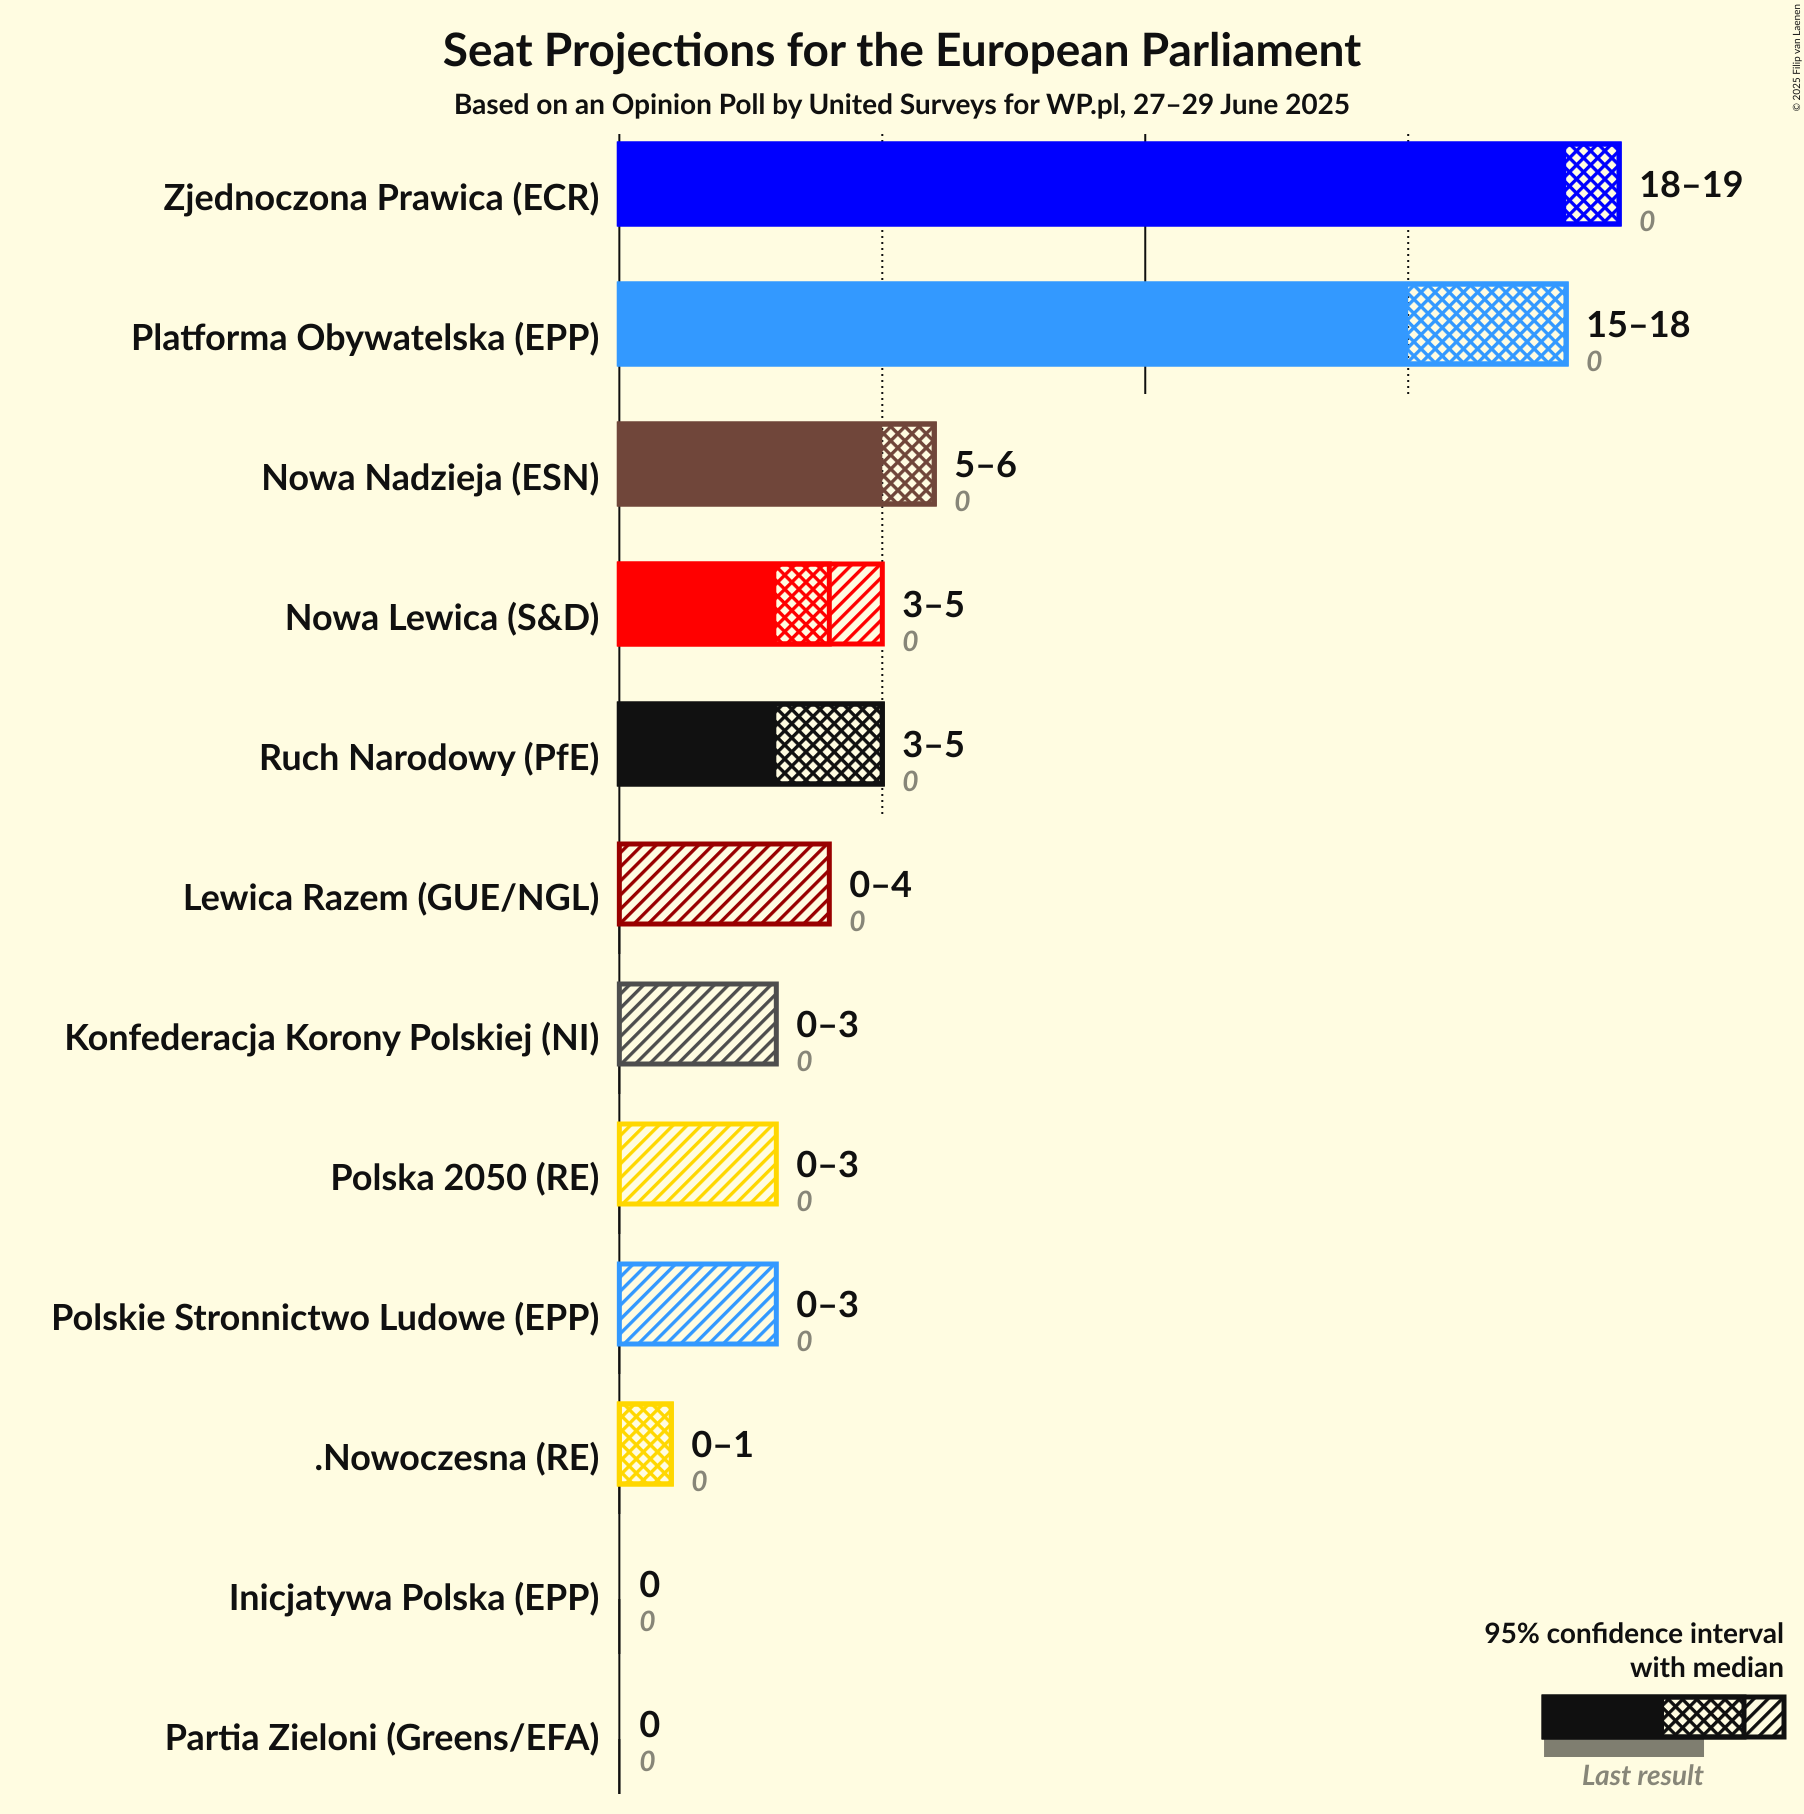 Seat Projections for the European Parliament
Based on an Opinion Poll by United Surveys for WP.pl, 27–29 June 2025
© 2025 Filip van Laenen
Zjednoczona Prawica (ECR)
18–19
0
Platforma Obywatelska (EPP)
15–18
0
Nowa Nadzieja (ESN)
5–6
0
Nowa Lewica (S&D)
3–5
0
Ruch Narodowy (PfE)
3–5
0
Lewica Razem (GUE/NGL)
0–4
0
Konfederacja Korony Polskiej (NI)
0–3
0
Polska 2050 (RE)
0–3
0
Polskie Stronnictwo Ludowe (EPP)
0–3
0
.Nowoczesna (RE)
0–1
0
Inicjatywa Polska (EPP)
0
0
Partia Zieloni (Greens/EFA)
0
0
95% confidence interval
with median
Last result